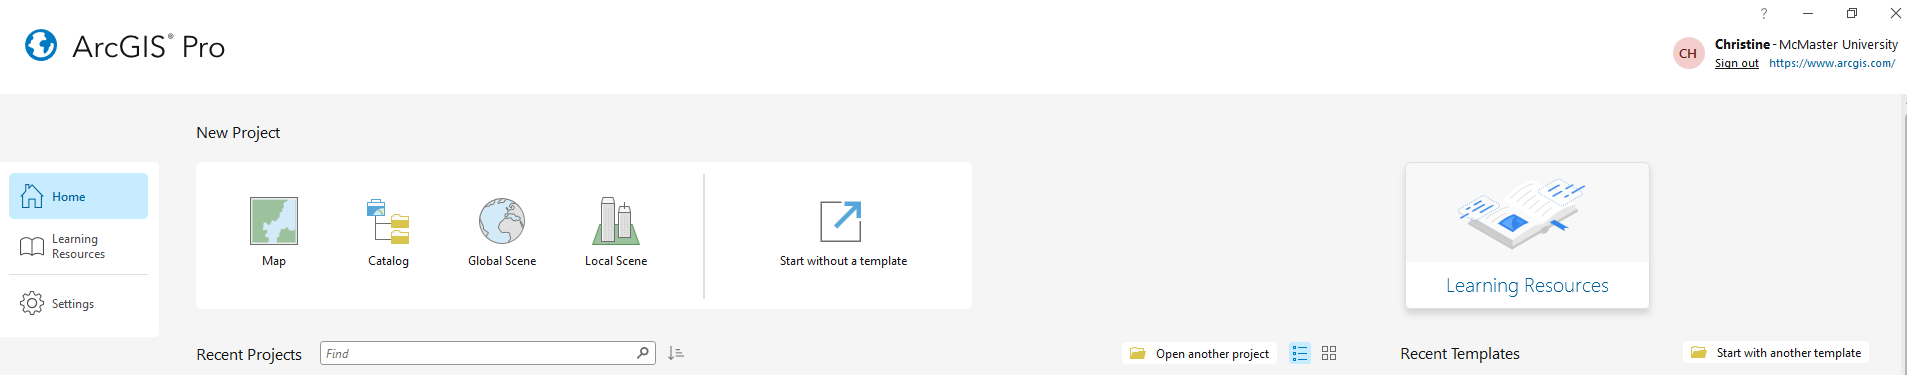 ?
ArcGIS® Pro
CH
Christine - McMaster University
Sign out https://www.arcgis.com/
Home
Learning
Resources
Settings
New Project
Map
Catalog
Global Scene
Local Scene
Start without a template
Learning Resources
Recent Projects
Find
Open another project
Recent Templates
Start with another template